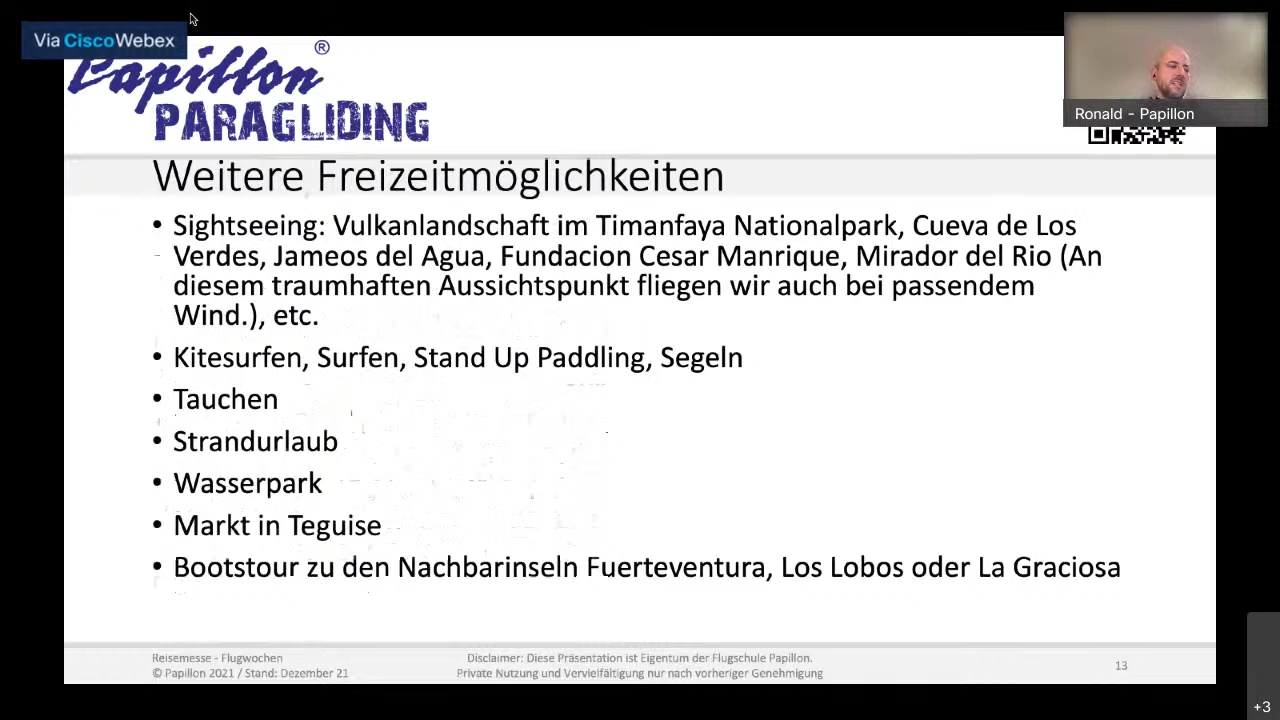 Via CiscoWebex
Papillon®
PARAGLIDING
Ronald - Papillon
Weitere Freizeitmöglichkeiten
• Sightseeing: Vulkanlandschaft im Timanfaya Nationalpark, Cueva de Los
Verdes, Jameos del Agua, Fundacion Cesar Manrique, Mirador del Rio (An
diesem traumhaften Aussichtspunkt fliegen wir auch bei passendem
Wind.), etc.
• Kitesurfen, Surfen, Stand Up Paddling, Segeln
• Tauchen
• Strandurlaub
• Wasserpark
• Markt in Teguise
• Bootstour zu den Nachbarinseln Fuerteventura, Los Lobos oder La Graciosa
Reisemesse - Flugwochen
© Papillon 2021 / Stand: Dezember 21
Disclaimer: Diese Präsentation ist Eigentum der Flugschule Papillon.
Private Nutzung und Vervielfältigung nur nach vorheriger Genehmigung
13
+3